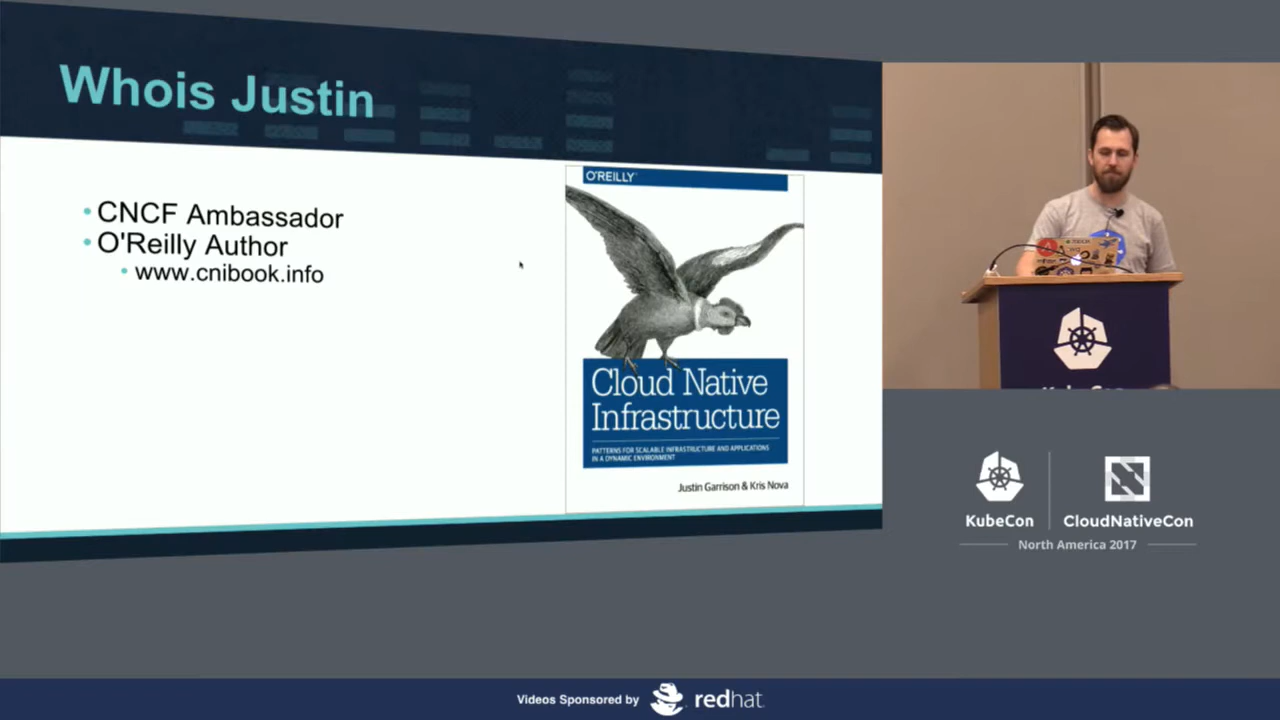 Whois Justin
• CNCF Ambassador
• O'Reilly Author
• www.cnibook.info
O'REILLY™
Cloud Native
Infrastructure
PATTERNS FOR SCALABLE INFRASTRUCTURE AND APPLICATIONS
IN A DYNAMIC ENVIRONMENT
Justin Garrison & Kris Nova
KubeCon
CloudNativeCon
North America 2017
Videos Sponsored by
redhat